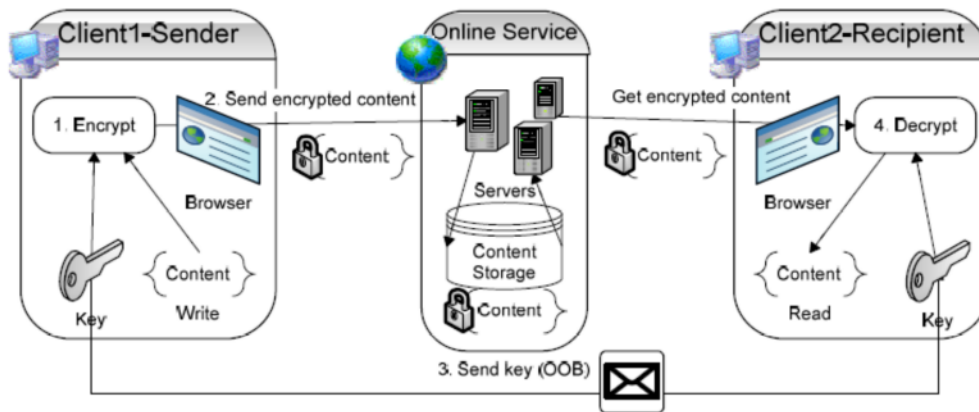 Client1-Sender
Online Service
Client2-Recipient
2. Send encrypted content
Get encrypted content
1. Encrypt
4. Decrypt
Content
Content
Browser
Servers
Browser
Content
Content
Storage
Content
Content
Key
Write
Read
Key
3. Send key (OOB)